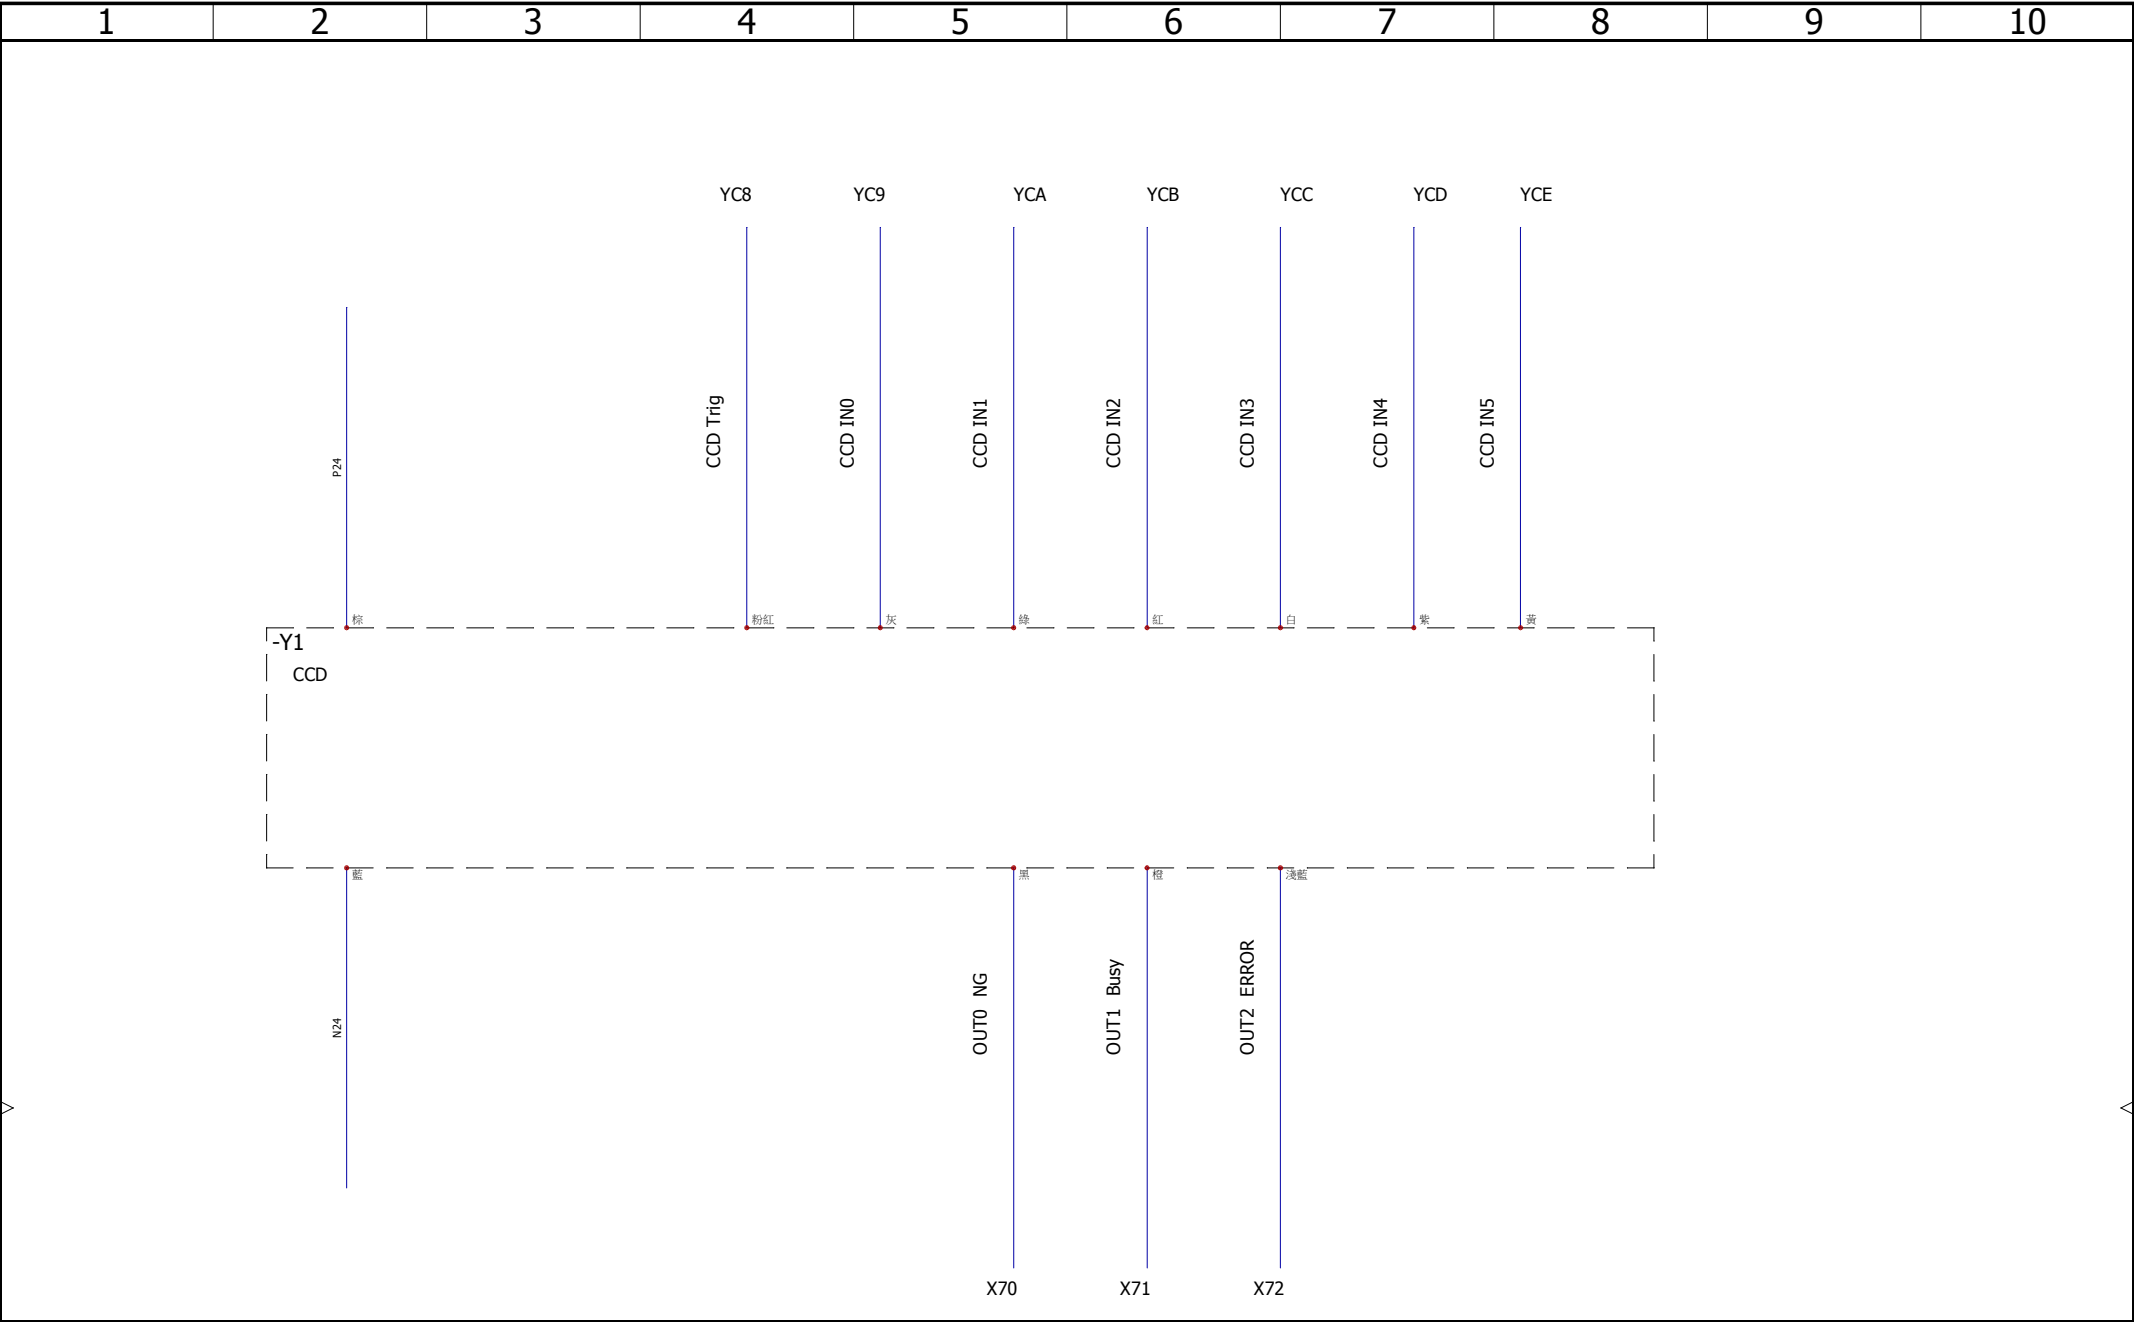 1 2 3 4 5 6 7 8 9 10
YC8 YC9 YCA YCB YCC YCD YCE
P24
CCD Trig
CCD IN0
CCD IN1
CCD IN2
CCD IN3
CCD IN4
CCD IN5
棕 粉紅 灰 綠 紅 白 紫 黃
-Y1
CCD
藍 黑 橙 淺藍
N24
OUT0 NG
OUT1 Busy
OUT2 ERROR
X70 X71 X72